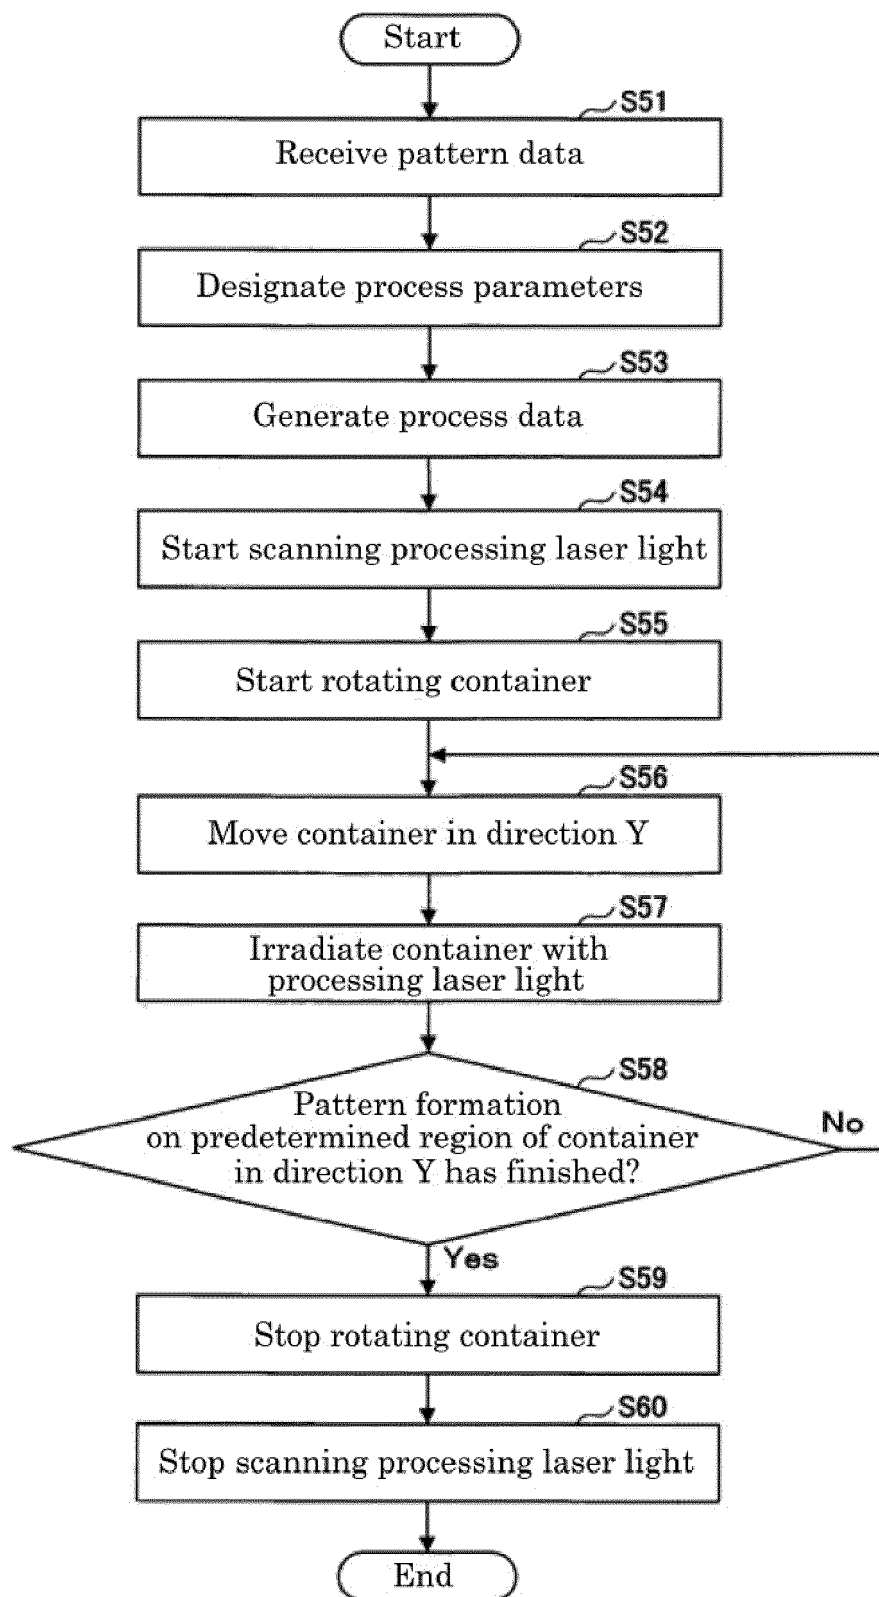 Start
S51
Receive pattern data
S52
Designate process parameters
S53
Generate process data
S54
Start scanning processing laser light
S55
Start rotating container
S56
Move container in direction Y
S57
Irradiate container with
processing laser light
S58
Pattern formation
on predetermined region of container
in direction Y has finished?
No
Yes
S59
Stop rotating container
S60
Stop scanning processing laser light
End